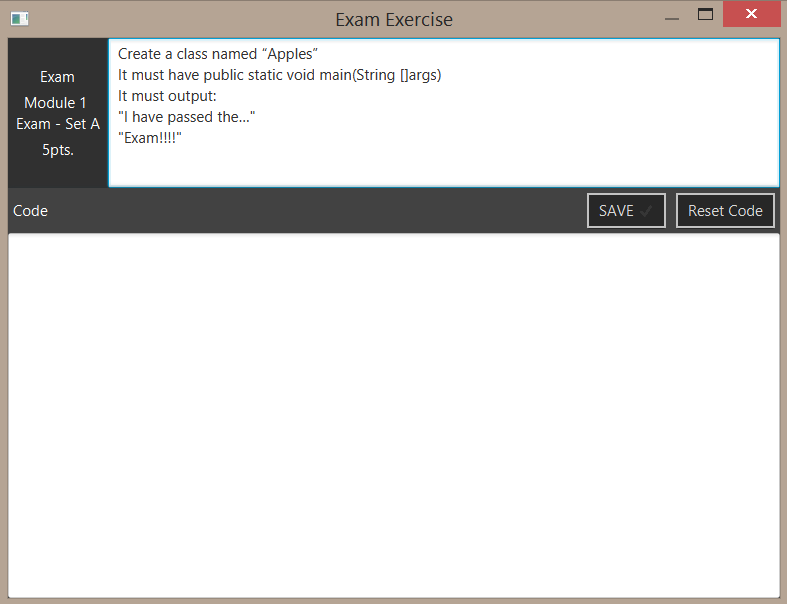 Exam Exercise
Exam
Module 1
Exam - Set A
5pts.
Create a class named “Apples”
It must have public static void main(String []args)
It must output:
"I have passed the..."
"Exam!!!!"
Code
SAVE ✓
Reset Code